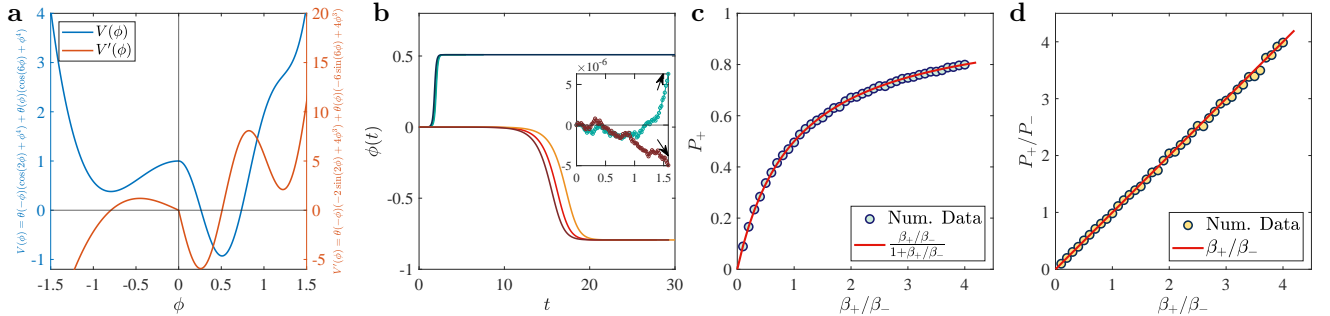 a
V(ϕ) = θ(−ϕ)(cos(2ϕ) + ϕ⁴) + θ(ϕ)(cos(6ϕ) + ϕ⁴)
4
3
2
1
0
-1
V(ϕ)
V′(ϕ)
20
15
10
5
0
-5
V′(ϕ) = θ(−ϕ)(−2 sin(2ϕ) + 4ϕ³) + θ(ϕ)(−6 sin(6ϕ) + 4ϕ³)
-1.5 -1 -0.5 0 0.5 1 1.5
ϕ
b
ϕ(t)
1
0.5
0
-0.5
-1
×10⁻⁶
5
0
-5
0 0.5 1 1.5
0 10 20 30
t
c
P₊
1
0.8
0.6
0.4
0.2
0
Num. Data
β₊/β₋
1+β₊/β₋
0 1 2 3 4
β₊/β₋
d
P₊/P₋
4
3
2
1
0
Num. Data
β₊/β₋
0 1 2 3 4
β₊/β₋